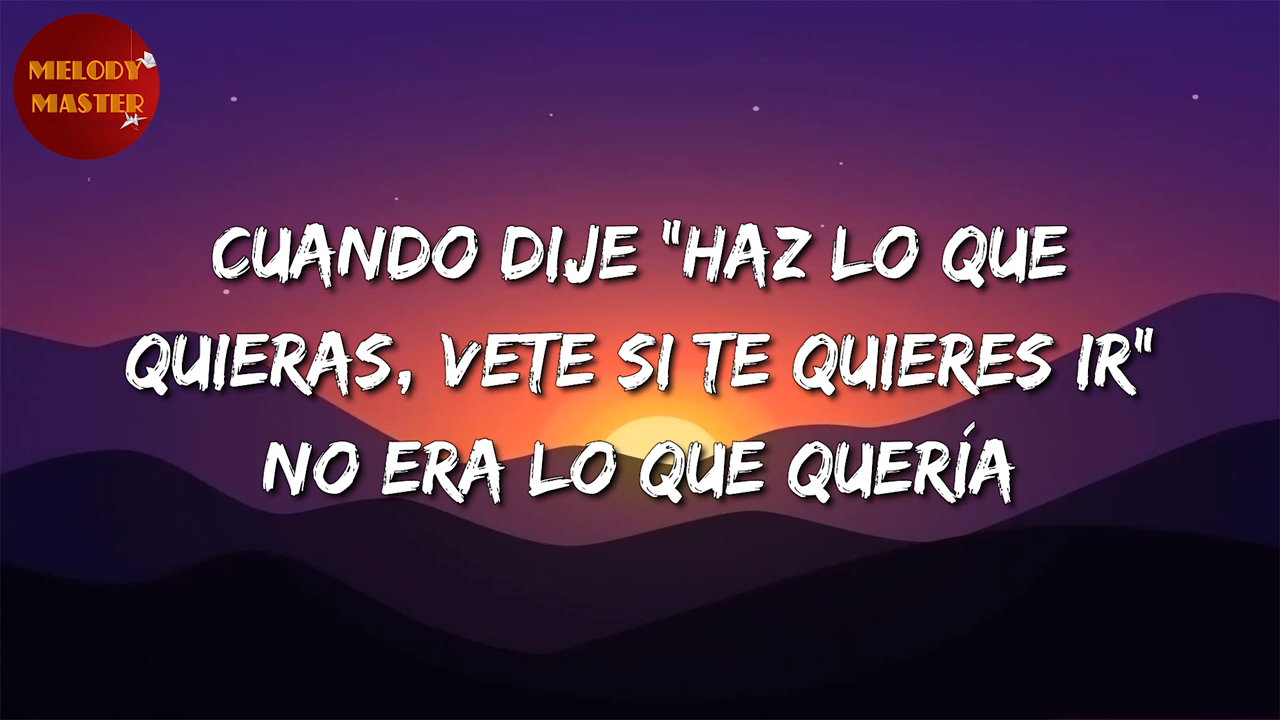 MELODY
MASTER
CUANDO DIJE "HAZ LO QUE
QUIERAS, VETE SI TE QUIERES IR"
NO ERA LO QUE QUERÍA